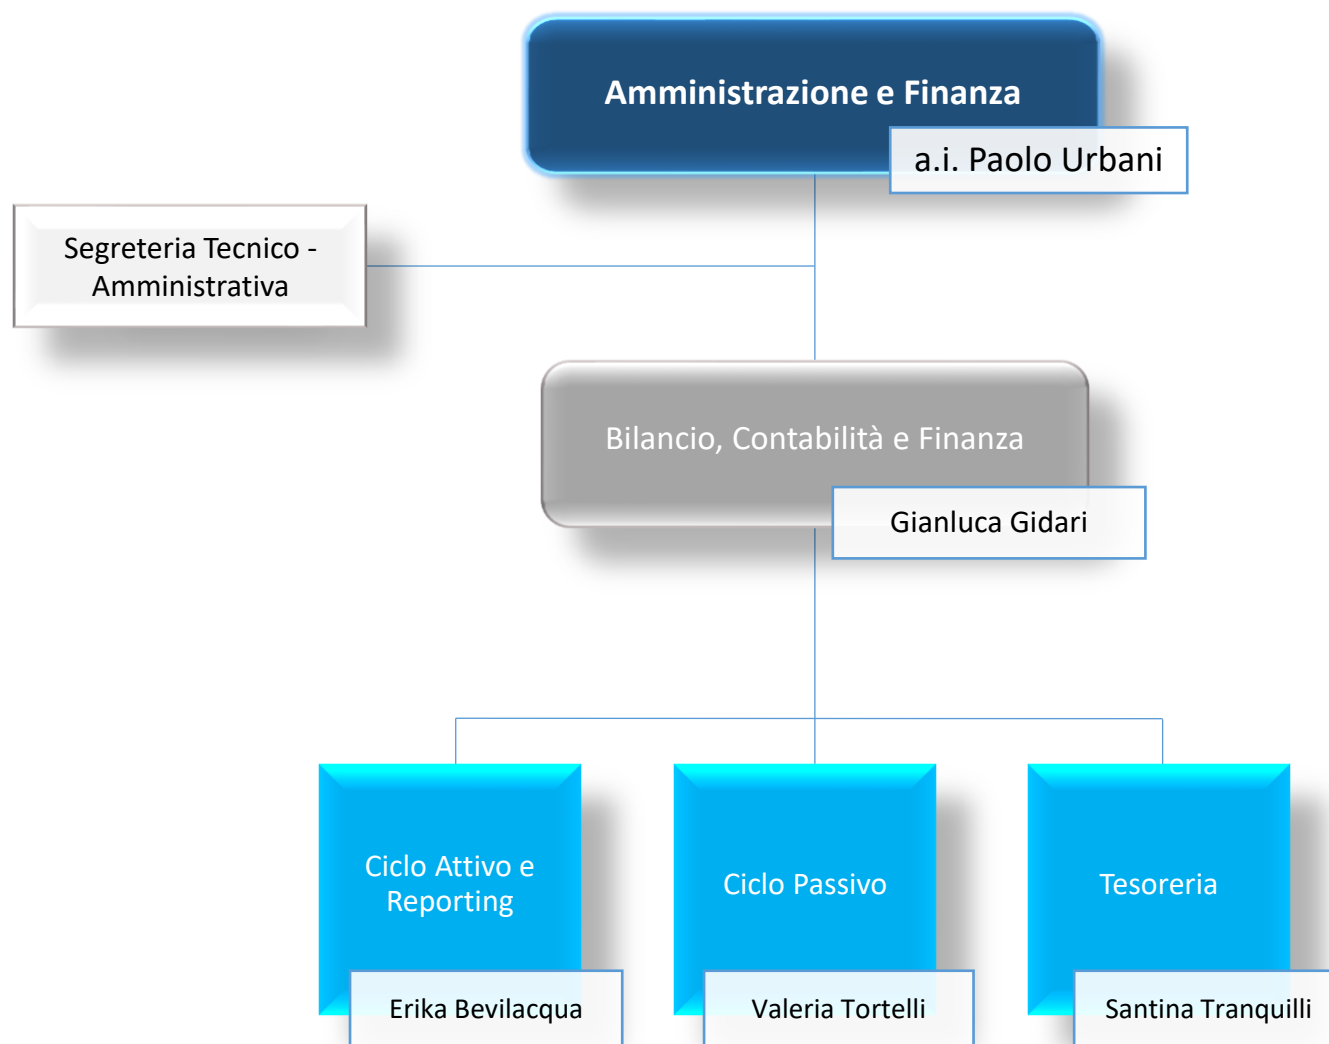 Amministrazione e Finanza
a.i. Paolo Urbani
Segreteria Tecnico -
Amministrativa
Bilancio, Contabilità e Finanza
Gianluca Gidari
Ciclo Attivo e
Reporting
Erika Bevilacqua
Ciclo Passivo
Valeria Tortelli
Tesoreria
Santina Tranquilli